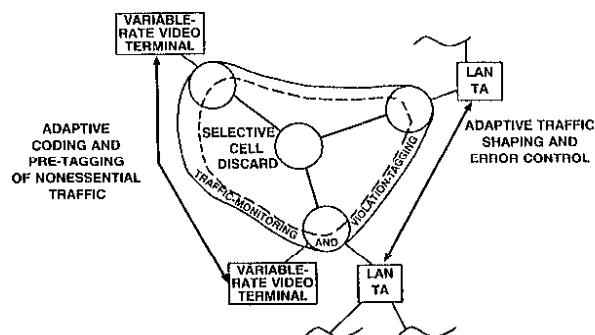 VARIABLE-
RATE VIDEO
TERMINAL
LAN
TA
ADAPTIVE
CODING AND
PRE-TAGGING
OF NONESSENTIAL
TRAFFIC
SELECTIVE
CELL
DISCARD
ADAPTIVE TRAFFIC
SHAPING AND
ERROR CONTROL
TRAFFIC-MONITORING
AND
VIOLATION-TAGGING
VARIABLE-
RATE VIDEO
TERMINAL
LAN
TA